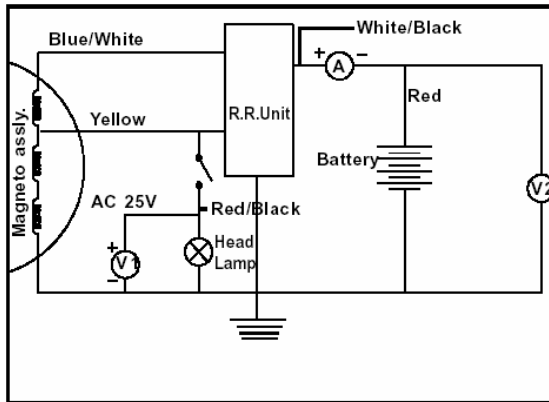 White/Black
Blue/White
+ A −
R.R.Unit
Red
Yellow
Magneto assly.
Battery
AC 25V
Red/Black
V2
+
V1
−
Head
Lamp